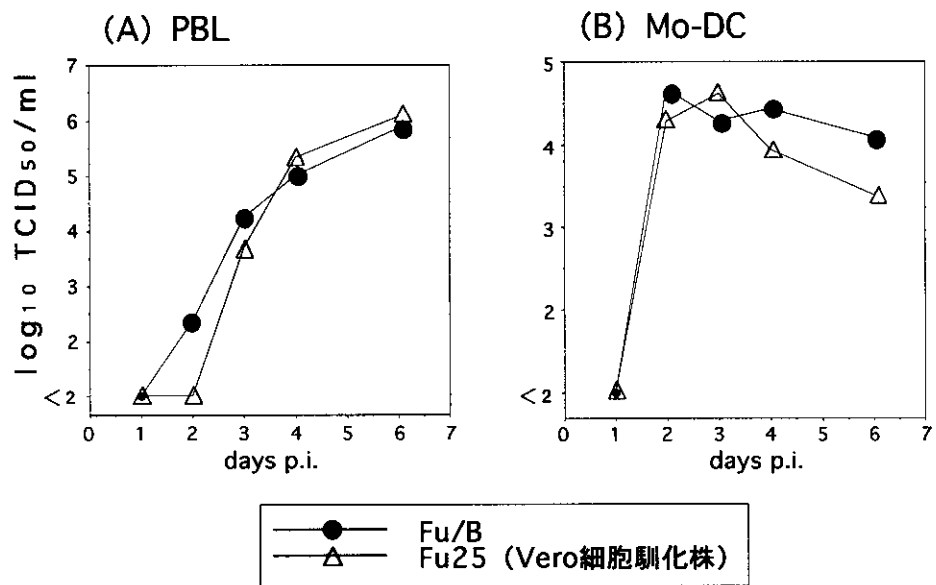 (A) PBL
(B) Mo-DC
log10 TCID50/ml
7
6
5
4
3
2
<2
0 1 2 3 4 5 6 7
days p.i.
5
4
3
2
<2
0 1 2 3 4 5 6 7
days p.i.
Fu/B
Fu25 (Vero細胞馴化株)